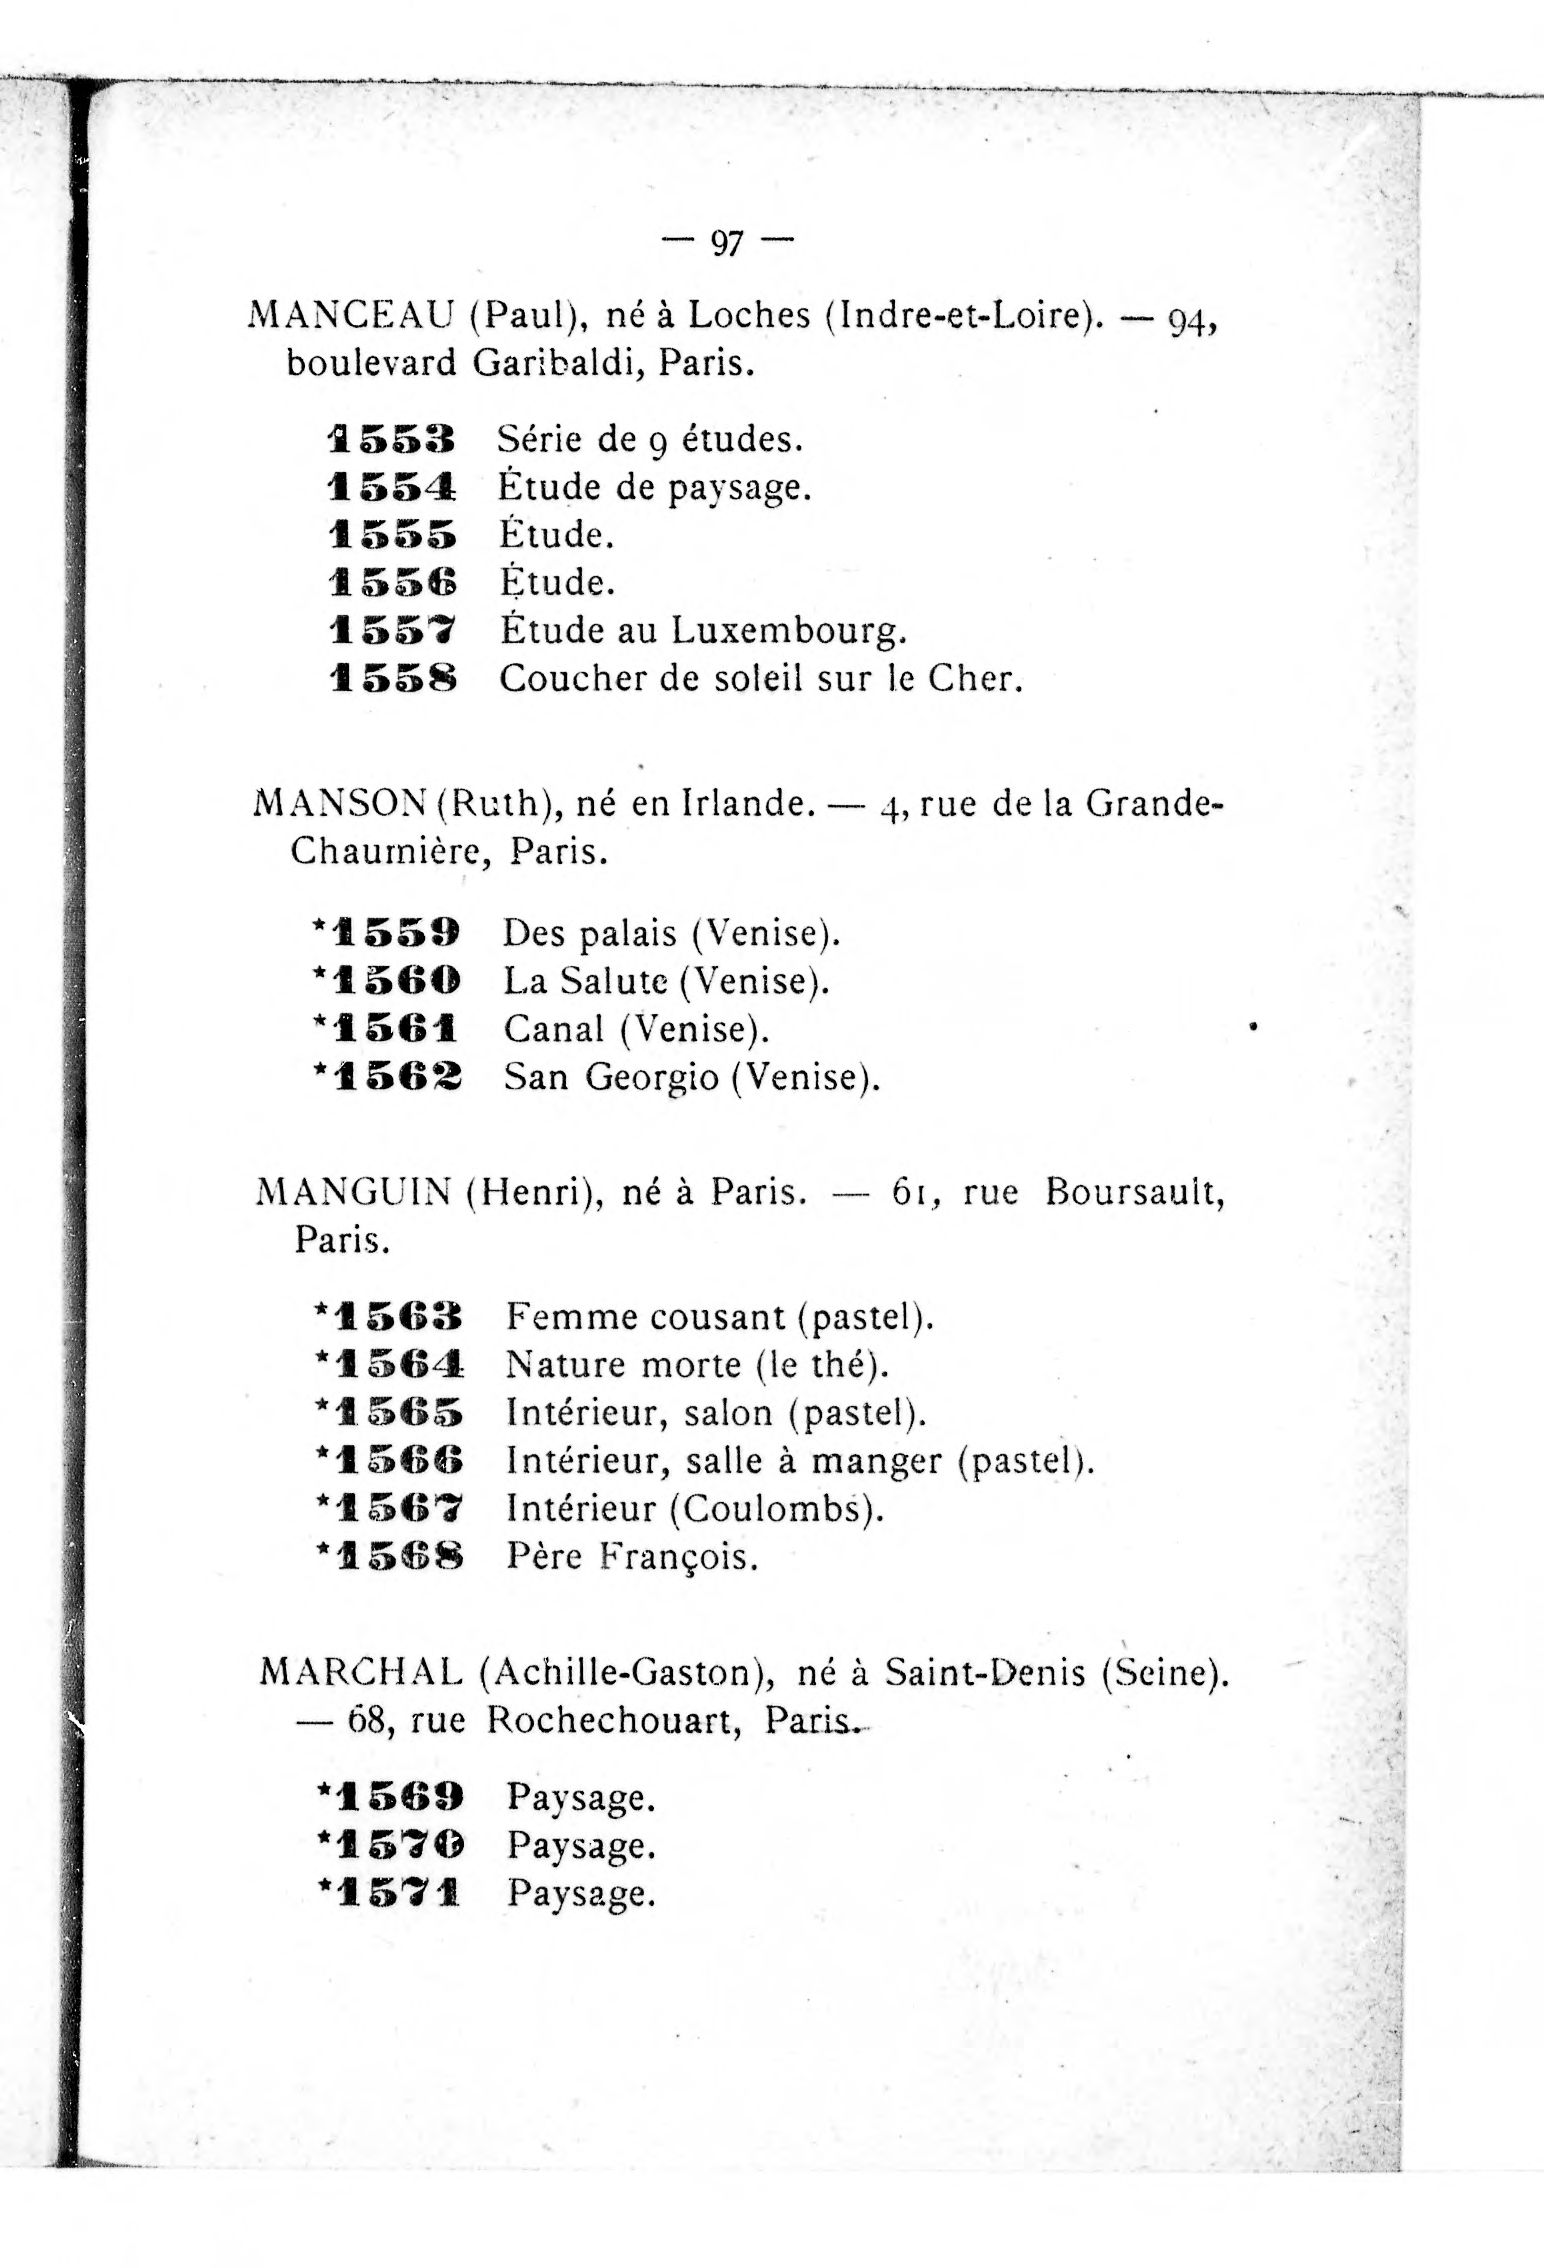 — 97 —
MANCEAU (Paul), né à Loches (Indre-et-Loire). — 94,
boulevard Garibaldi, Paris.
1553 Série de 9 études.
1554 Étude de paysage.
1555 Étude.
1556 Étude.
1557 Étude au Luxembourg.
1558 Coucher de soleil sur le Cher.
MANSON (Ruth), né en Irlande. — 4, rue de la Grande-
Chaumière, Paris.
*1559 Des palais (Venise).
*1560 La Salute (Venise).
*1561 Canal (Venise).
*1562 San Georgio (Venise).
MANGUIN (Henri), né à Paris. — 61, rue Boursault,
Paris.
*1563 Femme cousant (pastel).
*1564 Nature morte (le thé).
*1565 Intérieur, salon (pastel).
*1566 Intérieur, salle à manger (pastel).
*1567 Intérieur (Coulombs).
*1568 Père François.
MARCHAL (Achille-Gaston), né à Saint-Denis (Seine).
— 68, rue Rochechouart, Paris.
*1569 Paysage.
*1570 Paysage.
*1571 Paysage.